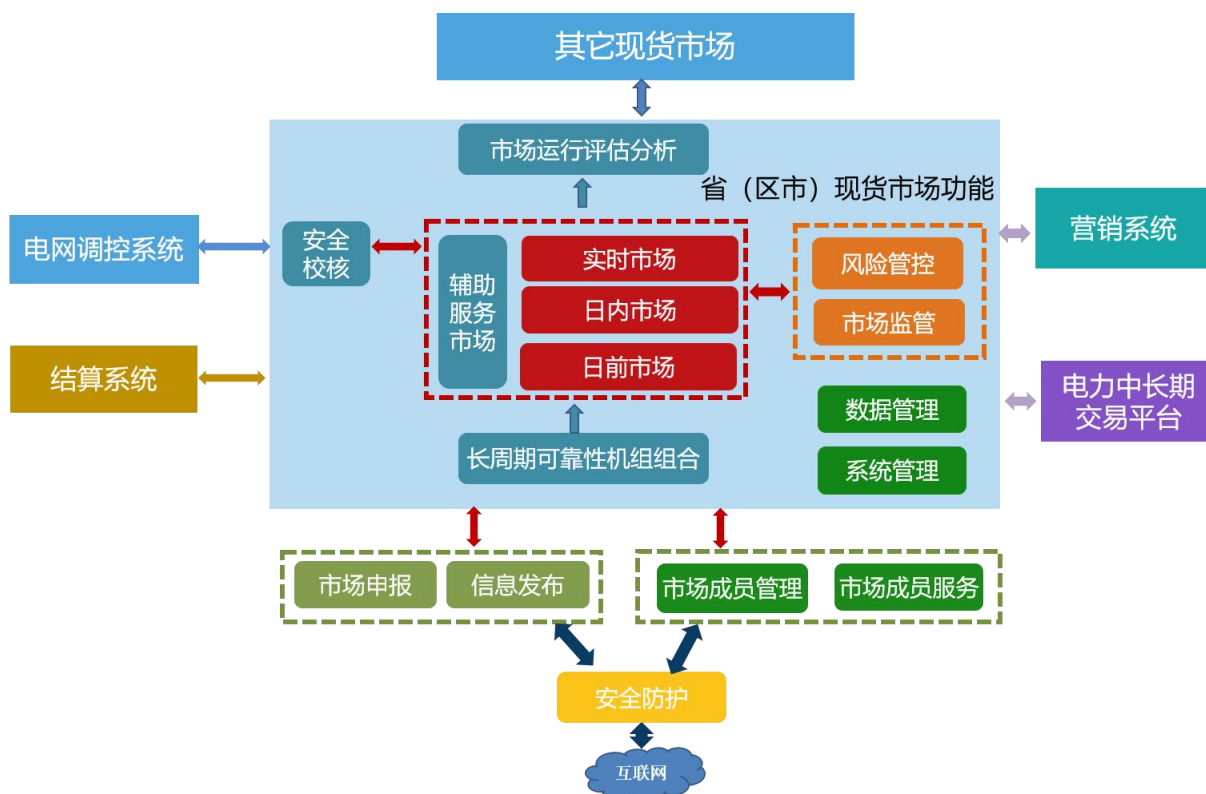 其它现货市场
市场运行评估分析
省（区市）现货市场功能
电网调控系统
安全
校核
辅助
服务
市场
实时市场
日内市场
日前市场
风险管控
市场监管
营销系统
结算系统
电力中长期
交易平台
数据管理
系统管理
长周期可靠性机组组合
市场申报
信息发布
市场成员管理
市场成员服务
安全防护
互联网